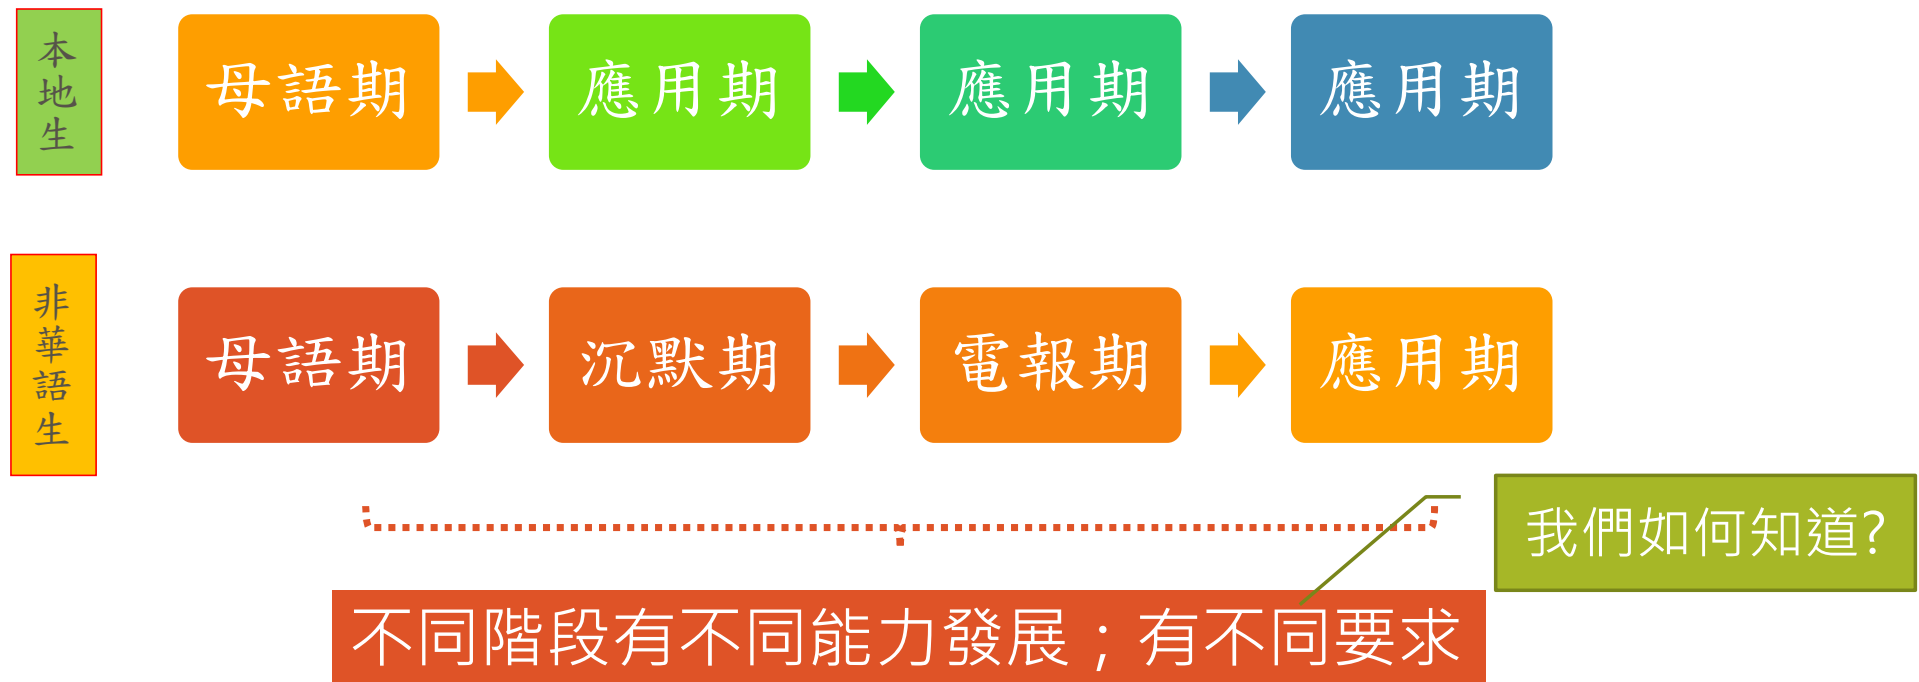 本地生
母語期
應用期
應用期
應用期
非華語生
母語期
沉默期
電報期
應用期
我們如何知道?
不同階段有不同能力發展；有不同要求